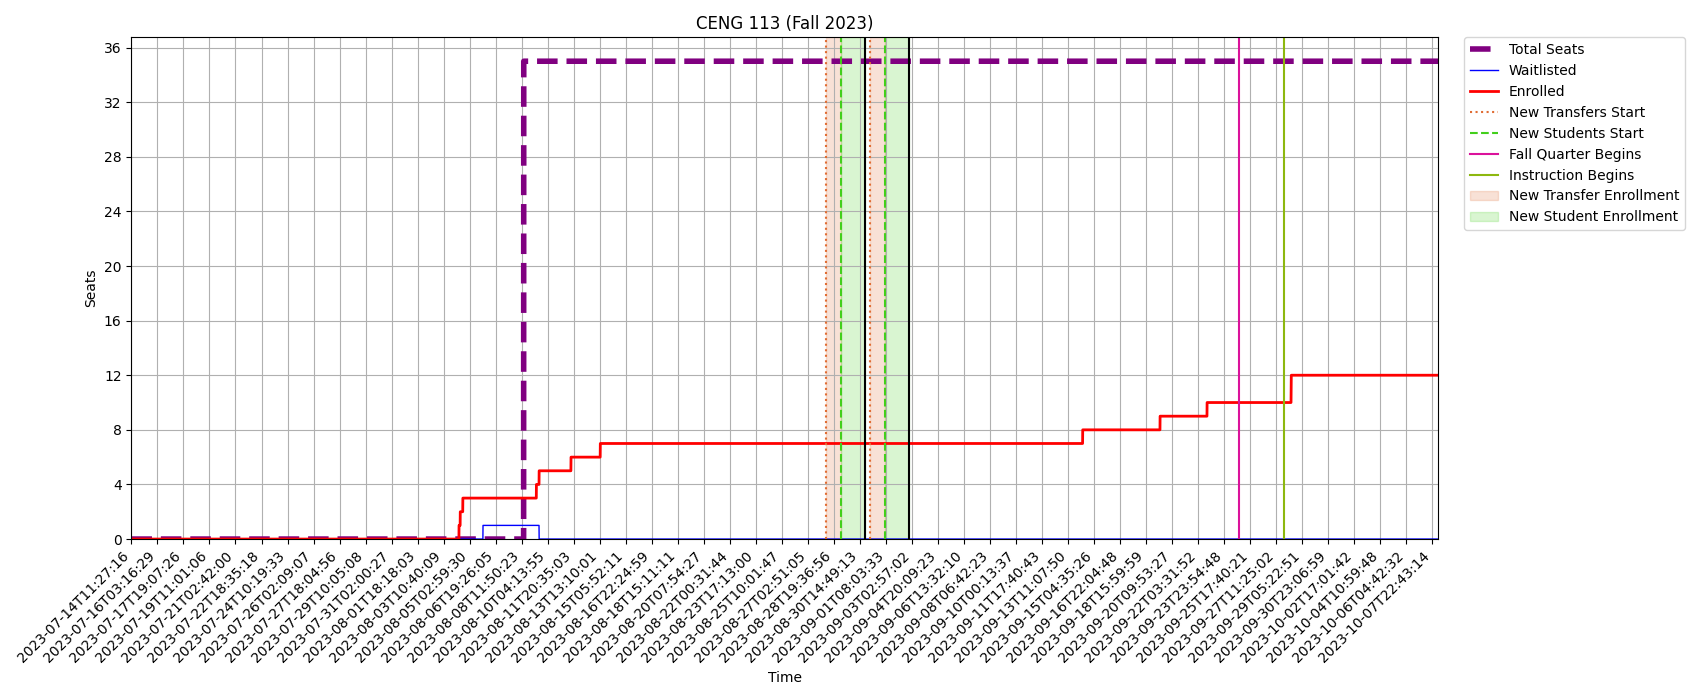 CENG 113 (Fall 2023)
Seats
36
32
28
24
20
16
12
8
4
0
2023-07-14T11:27:16
2023-07-16T03:16:29
2023-07-17T19:07:26
2023-07-19T11:01:06
2023-07-21T02:42:00
2023-07-22T18:35:18
2023-07-24T10:19:33
2023-07-26T02:09:07
2023-07-27T18:04:56
2023-07-29T10:05:08
2023-07-31T02:00:27
2023-08-01T18:18:03
2023-08-03T10:40:09
2023-08-05T02:59:30
2023-08-06T19:26:05
2023-08-08T11:50:23
2023-08-10T04:13:55
2023-08-11T20:35:03
2023-08-13T13:10:01
2023-08-15T05:52:11
2023-08-16T22:24:59
2023-08-18T15:11:11
2023-08-20T07:54:27
2023-08-22T00:31:44
2023-08-23T17:13:00
2023-08-25T10:01:47
2023-08-27T02:51:05
2023-08-28T19:36:56
2023-08-30T14:49:13
2023-09-01T08:03:33
2023-09-03T02:57:02
2023-09-04T20:09:23
2023-09-06T13:32:10
2023-09-08T06:42:23
2023-09-10T00:13:37
2023-09-11T17:40:43
2023-09-13T11:07:50
2023-09-15T04:35:26
2023-09-16T22:04:48
2023-09-18T15:59:59
2023-09-20T09:53:27
2023-09-22T03:31:52
2023-09-23T23:54:48
2023-09-25T17:40:21
2023-09-27T11:25:02
2023-09-29T05:22:51
2023-09-30T23:06:59
2023-10-02T17:01:42
2023-10-04T10:59:48
2023-10-06T04:42:32
2023-10-07T22:43:14
Time
Total Seats
Waitlisted
Enrolled
New Transfers Start
New Students Start
Fall Quarter Begins
Instruction Begins
New Transfer Enrollment
New Student Enrollment